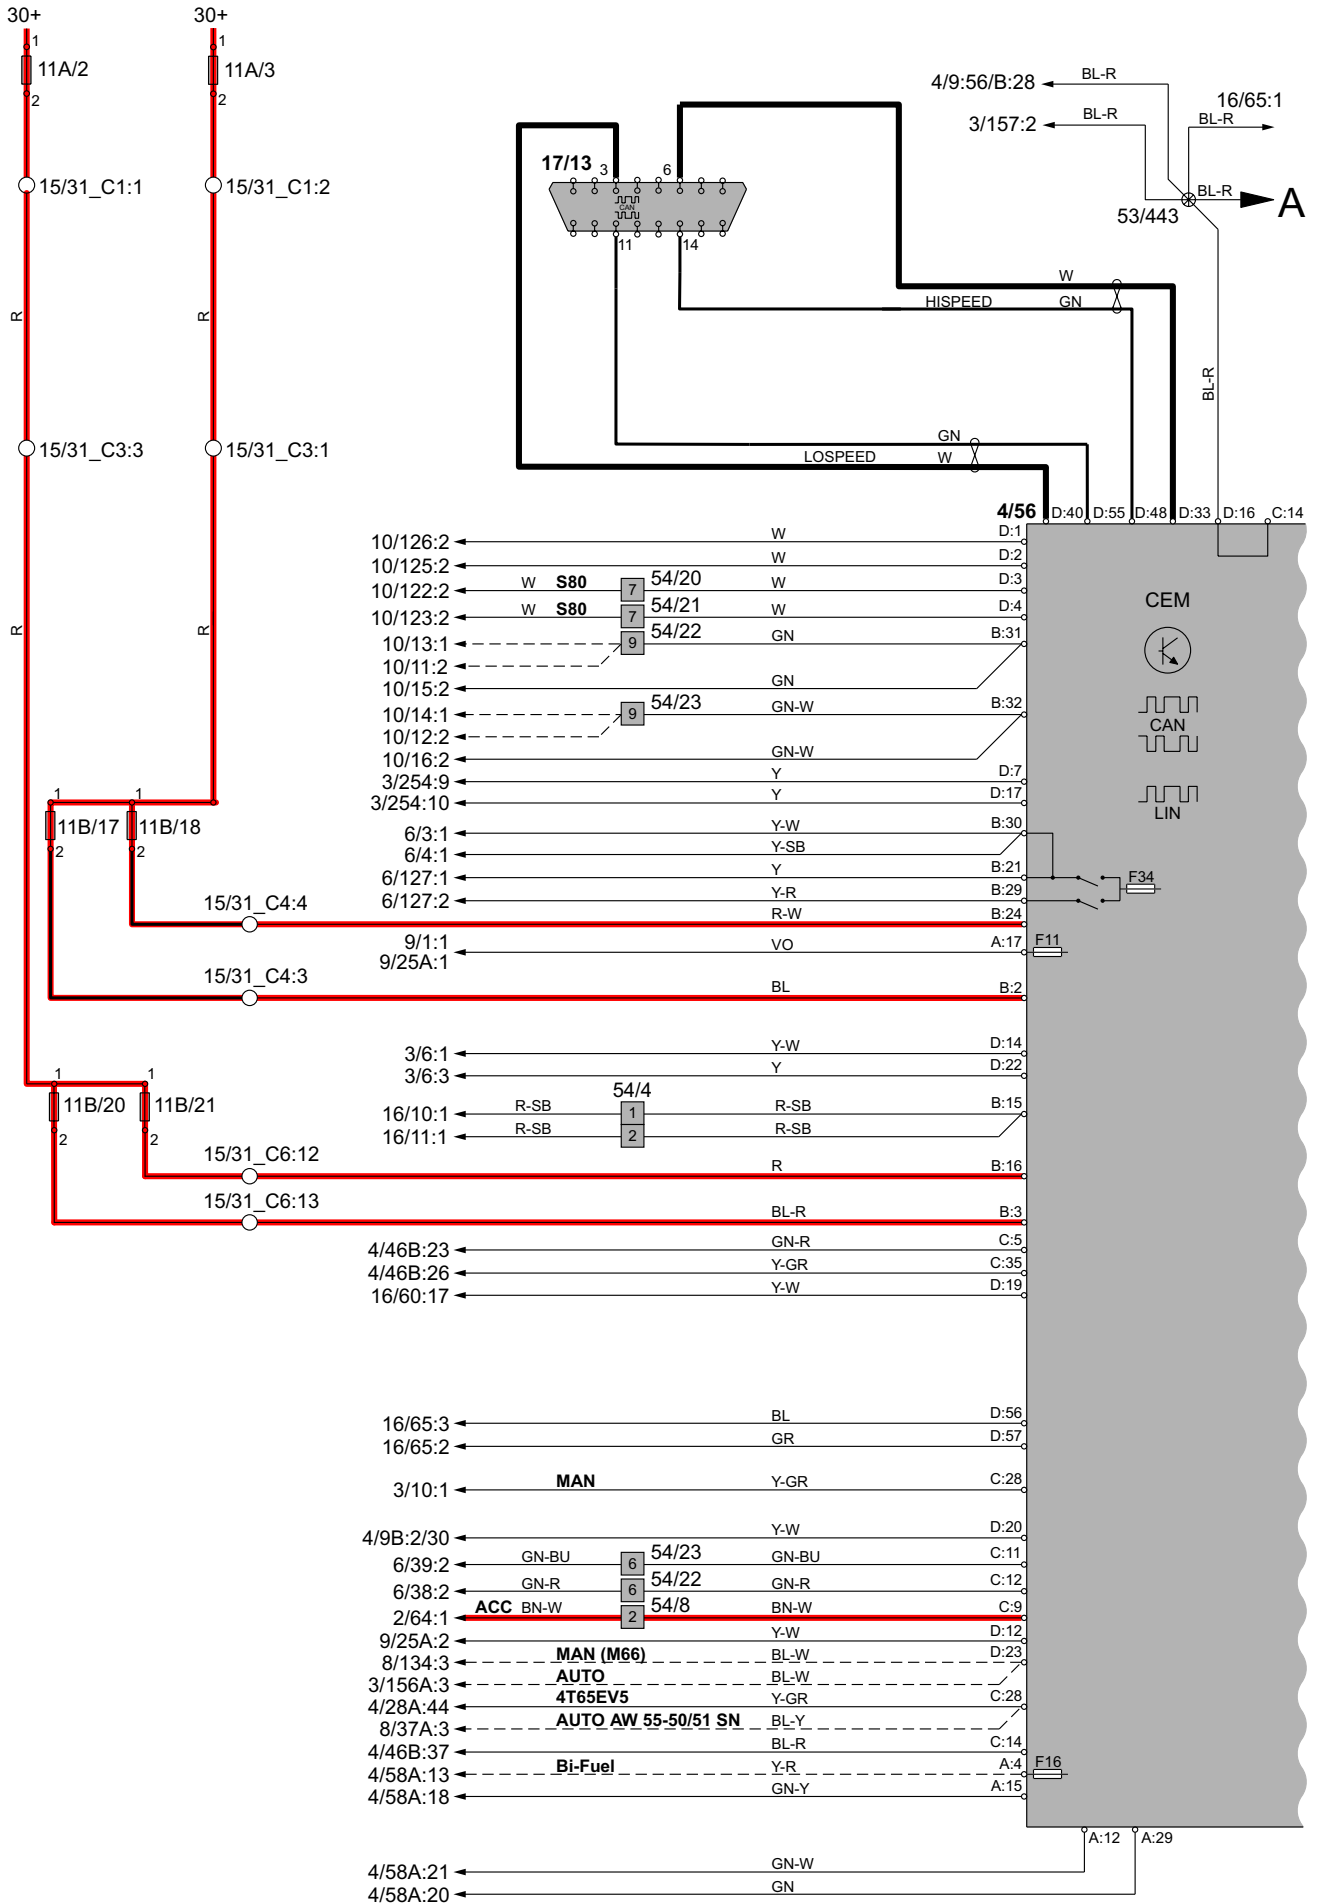 30+ 30+
1 1
11A/2 11A/3
2 2
4/9:56/B:28 BL-R
16/65:1
3/157:2 BL-R BL-R
17/13 3 6
15/31_C1:1 15/31_C1:2
CAN
BL-R A
53/443
11 14
W
HISPEED GN
R R
BL-R
GN
15/31_C3:3 15/31_C3:1
LOSPEED W
4/56 D:40 D:55 D:48 D:33 D:16 C:14
10/126:2 W D:1
10/125:2 W D:2
10/122:2 W S80 7 54/20 W D:3
10/123:2 W S80 7 54/21 W D:4
CEM
R R
10/13:1 9 54/22 GN B:31
10/11:2
10/15:2 GN
10/14:1 9 54/23 GN-W B:32
CAN
10/12:2
10/16:2 GN-W
3/254:9 Y D:7
3/254:10 Y D:17
LIN
1 1
11B/17 11B/18
2 2
6/3:1 Y-W B:30
6/4:1 Y-SB
6/127:1 Y B:21
F34
6/127:2 Y-R B:29
15/31_C4:4 R-W B:24
9/1:1 VO A:17 F11
9/25A:1
15/31_C4:3 BL B:2
3/6:1 Y-W D:14
3/6:3 Y D:22
1 1
11B/20 11B/21
2 2
54/4
16/10:1 R-SB 1 R-SB B:15
16/11:1 R-SB 2 R-SB
15/31_C6:12 R B:16
15/31_C6:13 BL-R B:3
4/46B:23 GN-R C:5
4/46B:26 Y-GR C:35
16/60:17 Y-W D:19
16/65:3 BL D:56
16/65:2 GR D:57
3/10:1 MAN Y-GR C:28
4/9B:2/30 Y-W D:20
6/39:2 GN-BU 6 54/23 GN-BU C:11
6/38:2 GN-R 6 54/22 GN-R C:12
2/64:1 ACC BN-W 2 54/8 BN-W C:9
9/25A:2 Y-W D:12
8/134:3 MAN (M66) BL-W D:23
3/156A:3 AUTO BL-W
4/28A:44 4T65EV5 Y-GR C:28
8/37A:3 AUTO AW 55-50/51 SN BL-Y
4/46B:37 BL-R C:14
4/58A:13 Bi-Fuel Y-R A:4 F16
4/58A:18 GN-Y A:15
A:12 A:29
4/58A:21 GN-W
4/58A:20 GN